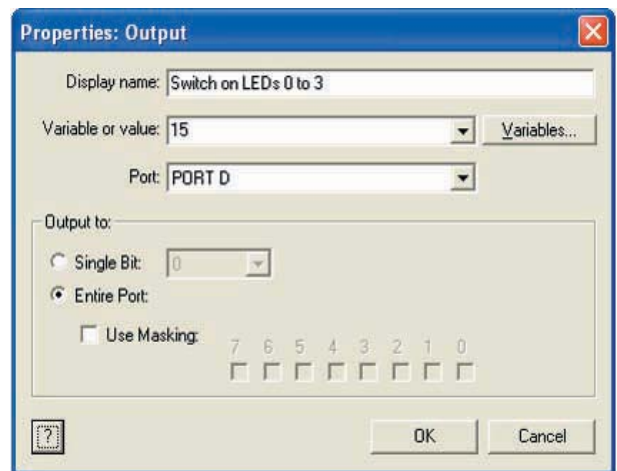 Properties: Output
Display name: Switch on LEDs 0 to 3
Variable or value: 15 Variables...
Port: PORT D
Output to:
Single Bit: 0
Entire Port:
Use Masking:
7 6 5 4 3 2 1 0
? OK Cancel